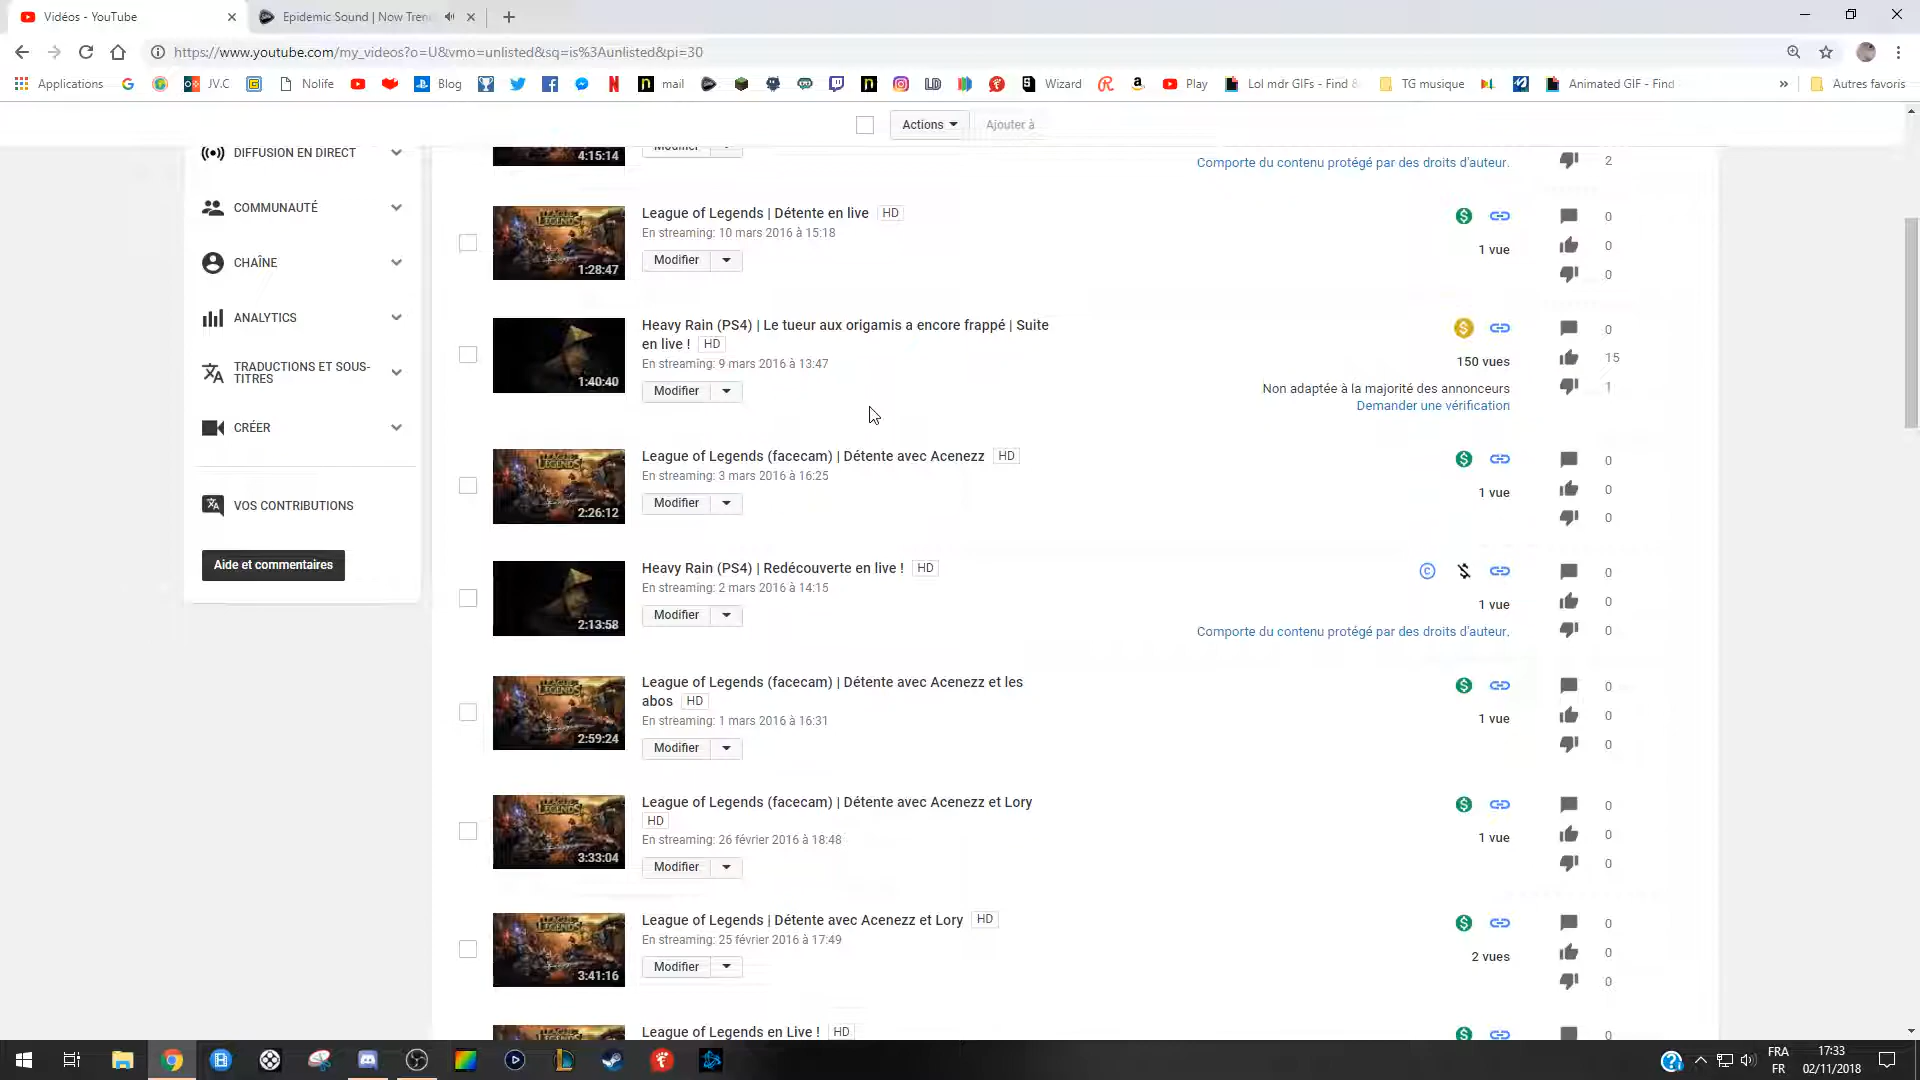 Vidéos - YouTube
Epidemic Sound | Now Tren
https://www.youtube.com/my_videos?o=U&vmo=unlisted&sq=is%3Aunlisted&pi=30
Applications
JV.C
Nolife
Blog
mail
Wizard
Play
Lol mdr GIFs - Find &
TG musique
Animated GIF - Find
»
Autres favoris
Actions
Ajouter à
DIFFUSION EN DIRECT
COMMUNAUTÉ
CHAÎNE
ANALYTICS
TRADUCTIONS ET SOUS-
TITRES
CRÉER
VOS CONTRIBUTIONS
Aide et commentaires
4:15:14
Modifier
Comporte du contenu protégé par des droits d'auteur.
2
League of Legends | Détente en live HD
En streaming: 10 mars 2016 à 15:18
Modifier
1:28:47
1 vue
0
0
0
Heavy Rain (PS4) | Le tueur aux origamis a encore frappé | Suite
en live ! HD
En streaming: 9 mars 2016 à 13:47
Modifier
1:40:40
150 vues
Non adaptée à la majorité des annonceurs
Demander une vérification
0
15
1
League of Legends (facecam) | Détente avec Acenezz HD
En streaming: 3 mars 2016 à 16:25
Modifier
2:26:12
1 vue
0
0
0
Heavy Rain (PS4) | Redécouverte en live ! HD
En streaming: 2 mars 2016 à 14:15
Modifier
2:13:58
1 vue
Comporte du contenu protégé par des droits d'auteur.
0
0
0
League of Legends (facecam) | Détente avec Acenezz et les
abos HD
En streaming: 1 mars 2016 à 16:31
Modifier
2:59:24
1 vue
0
0
0
League of Legends (facecam) | Détente avec Acenezz et Lory
HD
En streaming: 26 février 2016 à 18:48
Modifier
3:33:04
1 vue
0
0
0
League of Legends | Détente avec Acenezz et Lory HD
En streaming: 25 février 2016 à 17:49
Modifier
3:41:16
2 vues
0
0
0
League of Legends en Live ! HD
0
FRA
FR
17:33
02/11/2018